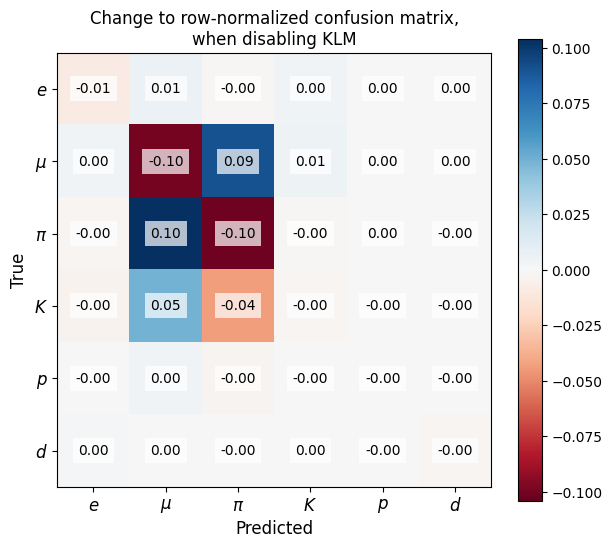 Change to row-normalized confusion matrix,
when disabling KLM
e -0.01 0.01 -0.00 0.00 0.00 0.00
μ 0.00 -0.10 0.09 0.01 0.00 0.00
π -0.00 0.10 -0.10 -0.00 0.00 -0.00
K -0.00 0.05 -0.04 -0.00 -0.00 -0.00
p -0.00 0.00 -0.00 -0.00 -0.00 -0.00
d 0.00 0.00 -0.00 0.00 -0.00 -0.00
e μ π K p d
True
Predicted
0.100
0.075
0.050
0.025
0.000
−0.025
−0.050
−0.075
−0.100